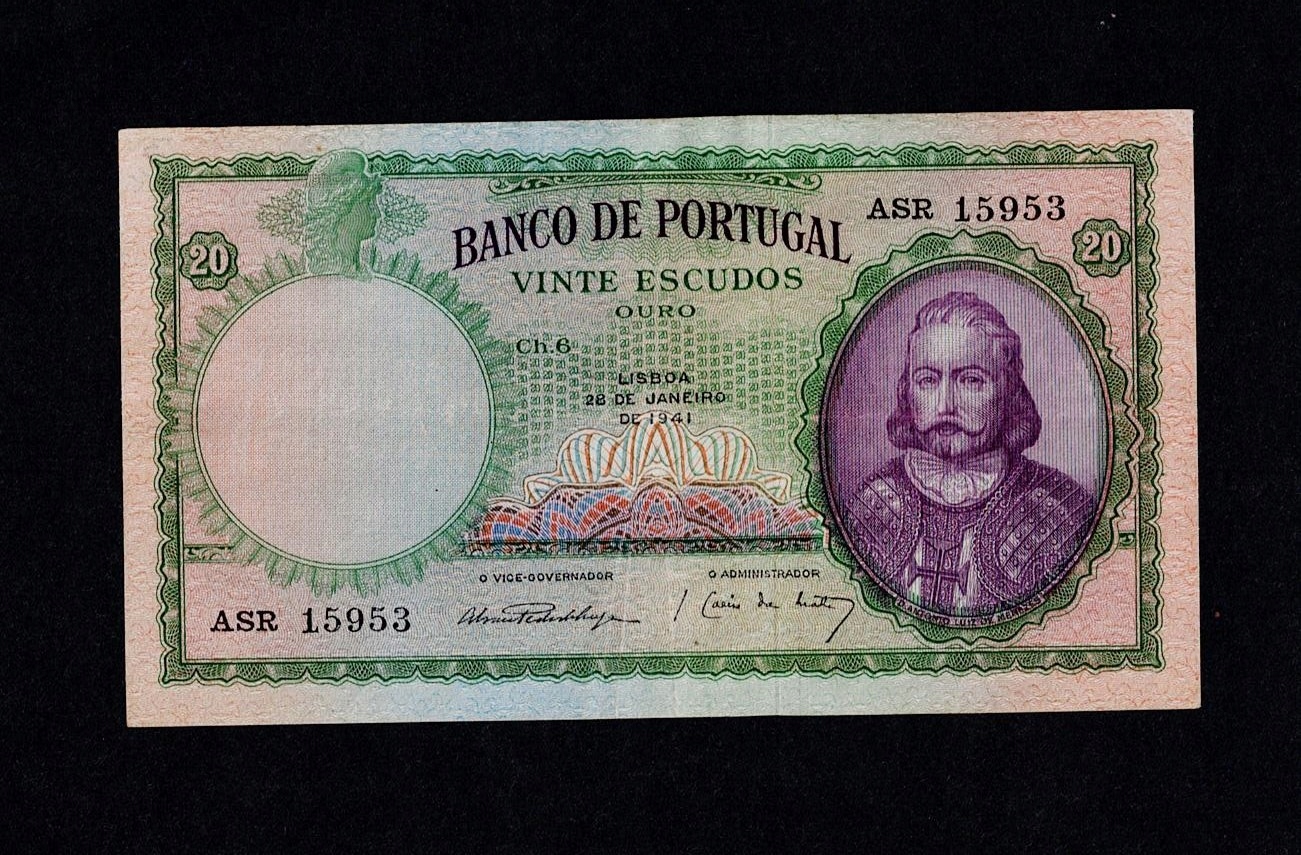 BANCO DE PORTUGAL
ASR 15953
20
20
VINTE ESCUDOS
OURO
Ch.6
LISBOA
28 DE JANEIRO
DE 1941
O VICE-GOVERNADOR
O ADMINISTRADOR
ASR 15953